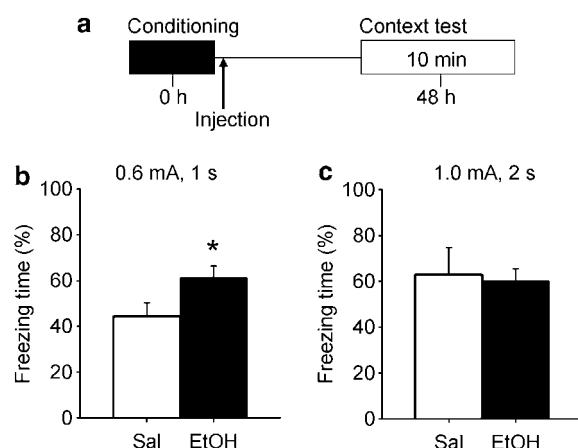 a
Conditioning Context test
10 min
0 h 48 h
Injection
b 0.6 mA, 1 s
Freezing time (%)
100
80
60
40
20
0
*
Sal EtOH
c 1.0 mA, 2 s
Freezing time (%)
100
80
60
40
20
0
Sal EtOH